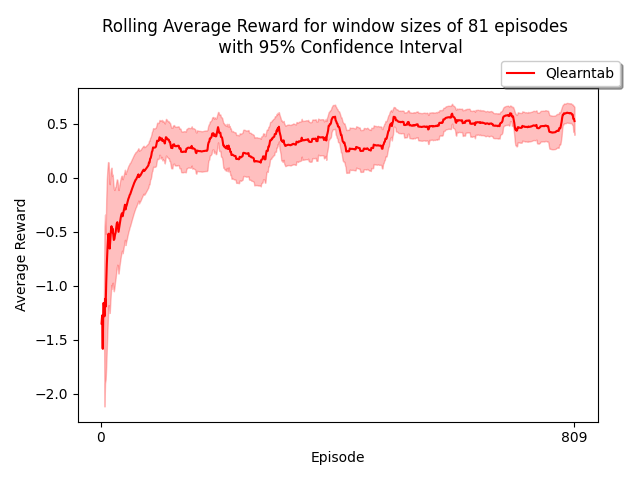 Rolling Average Reward for window sizes of 81 episodes
with 95% Confidence Interval
Qlearntab
0.5
0.0
−0.5
−1.0
−1.5
−2.0
Average Reward
0
809
Episode